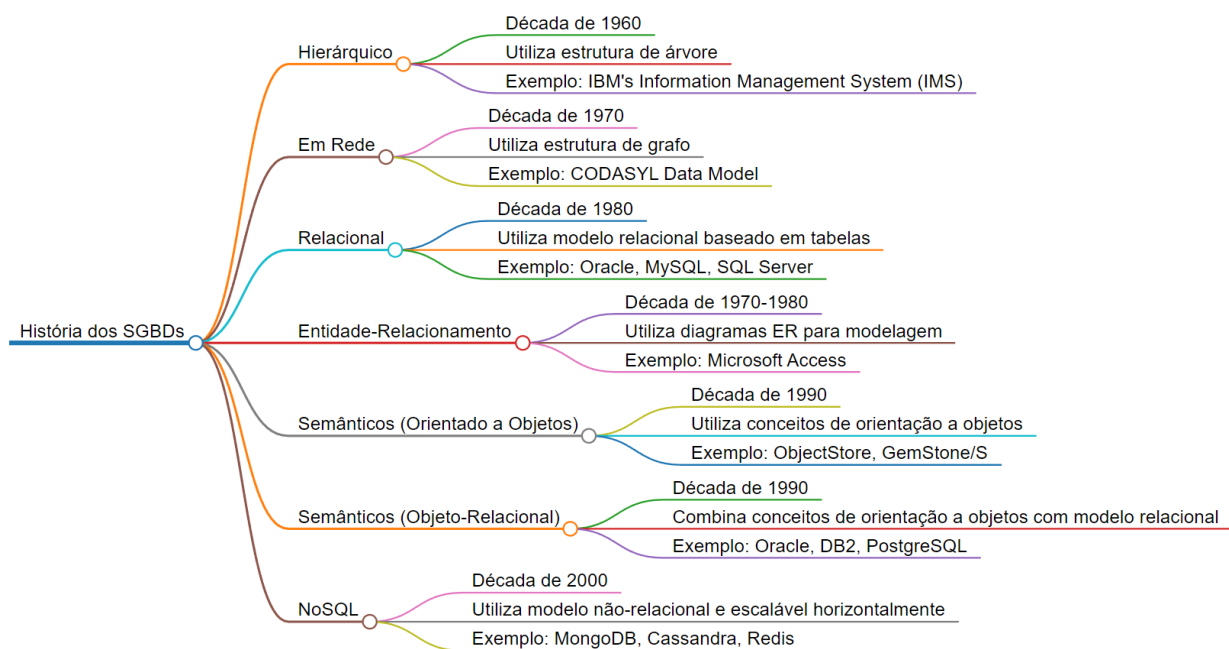 História dos SGBDs
Hierárquico
Década de 1960
Utiliza estrutura de árvore
Exemplo: IBM's Information Management System (IMS)
Em Rede
Década de 1970
Utiliza estrutura de grafo
Exemplo: CODASYL Data Model
Relacional
Década de 1980
Utiliza modelo relacional baseado em tabelas
Exemplo: Oracle, MySQL, SQL Server
Entidade-Relacionamento
Década de 1970-1980
Utiliza diagramas ER para modelagem
Exemplo: Microsoft Access
Semânticos (Orientado a Objetos)
Década de 1990
Utiliza conceitos de orientação a objetos
Exemplo: ObjectStore, GemStone/S
Semânticos (Objeto-Relacional)
Década de 1990
Combina conceitos de orientação a objetos com modelo relacional
Exemplo: Oracle, DB2, PostgreSQL
NoSQL
Década de 2000
Utiliza modelo não-relacional e escalável horizontalmente
Exemplo: MongoDB, Cassandra, Redis